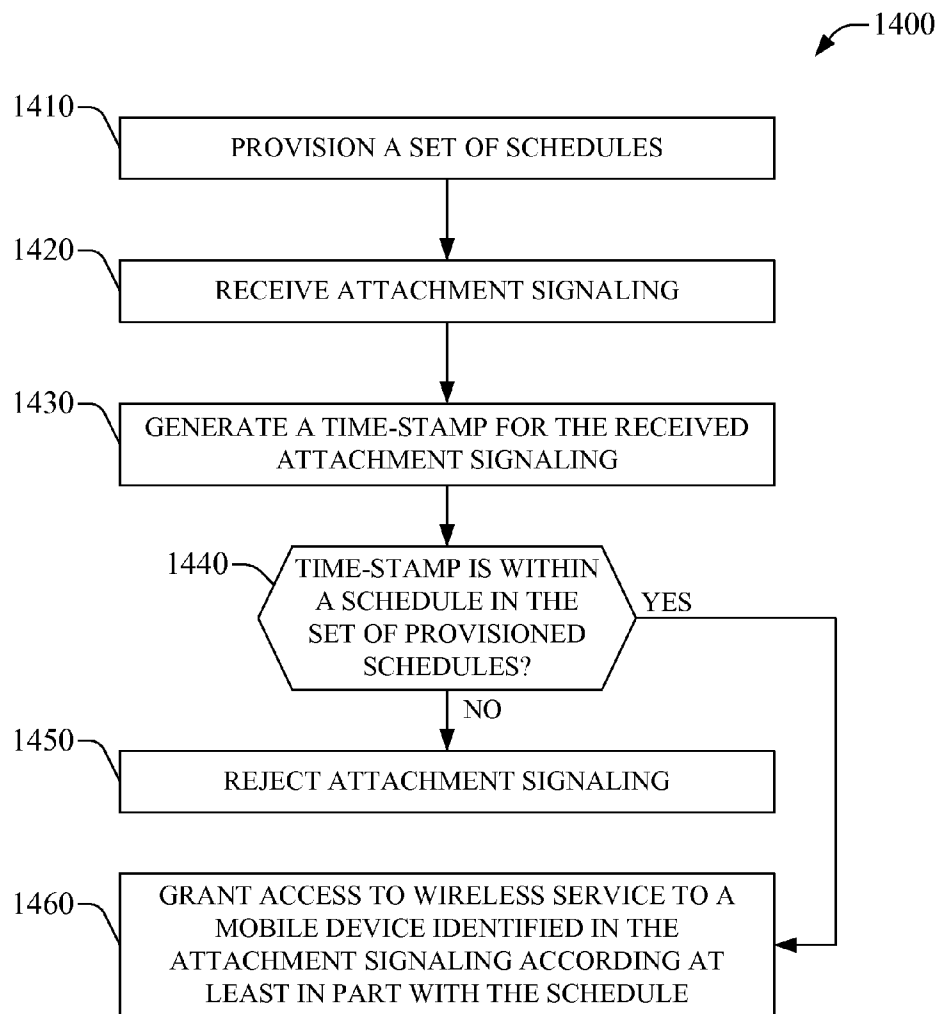 1400
1410
PROVISION A SET OF SCHEDULES
1420
RECEIVE ATTACHMENT SIGNALING
1430
GENERATE A TIME-STAMP FOR THE RECEIVED
ATTACHMENT SIGNALING
1440
TIME-STAMP IS WITHIN
A SCHEDULE IN THE
SET OF PROVISIONED
SCHEDULES?
YES
NO
1450
REJECT ATTACHMENT SIGNALING
1460
GRANT ACCESS TO WIRELESS SERVICE TO A
MOBILE DEVICE IDENTIFIED IN THE
ATTACHMENT SIGNALING ACCORDING AT
LEAST IN PART WITH THE SCHEDULE